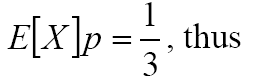 E[X]p = 1/3, thus